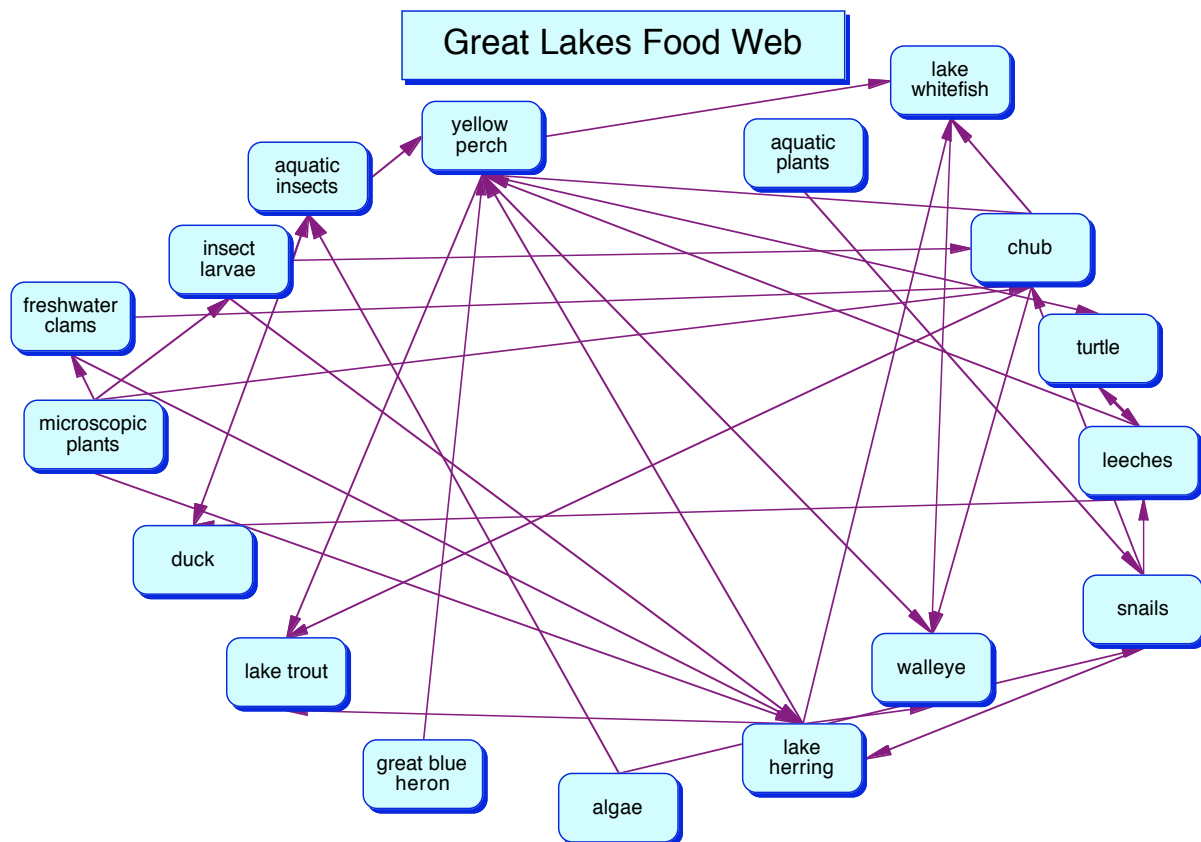 Great Lakes Food Web
lake
whitefish
yellow
perch
aquatic
plants
aquatic
insects
insect
larvae
chub
freshwater
clams
turtle
microscopic
plants
leeches
duck
snails
lake trout
walleye
great blue
heron
lake
herring
algae